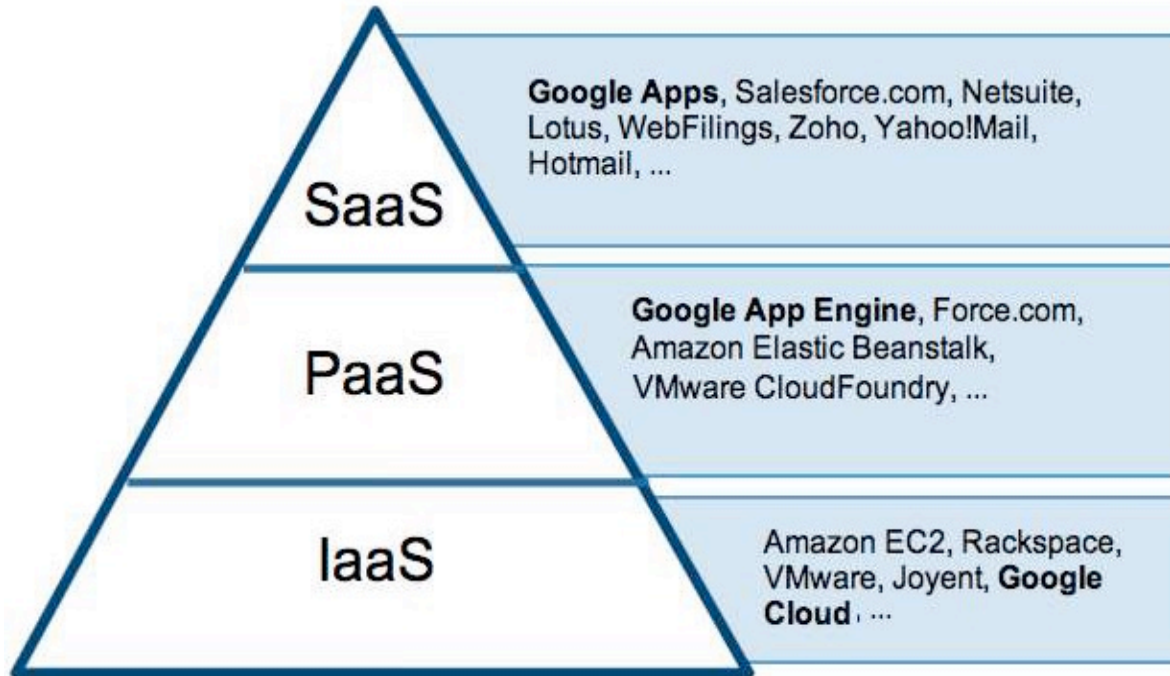 Google Apps, Salesforce.com, Netsuite,
Lotus, WebFilings, Zoho, Yahoo!Mail,
Hotmail, ...
SaaS
Google App Engine, Force.com,
Amazon Elastic Beanstalk,
VMware CloudFoundry, ...
PaaS
Amazon EC2, Rackspace,
VMware, Joyent, Google
Cloud, ...
IaaS